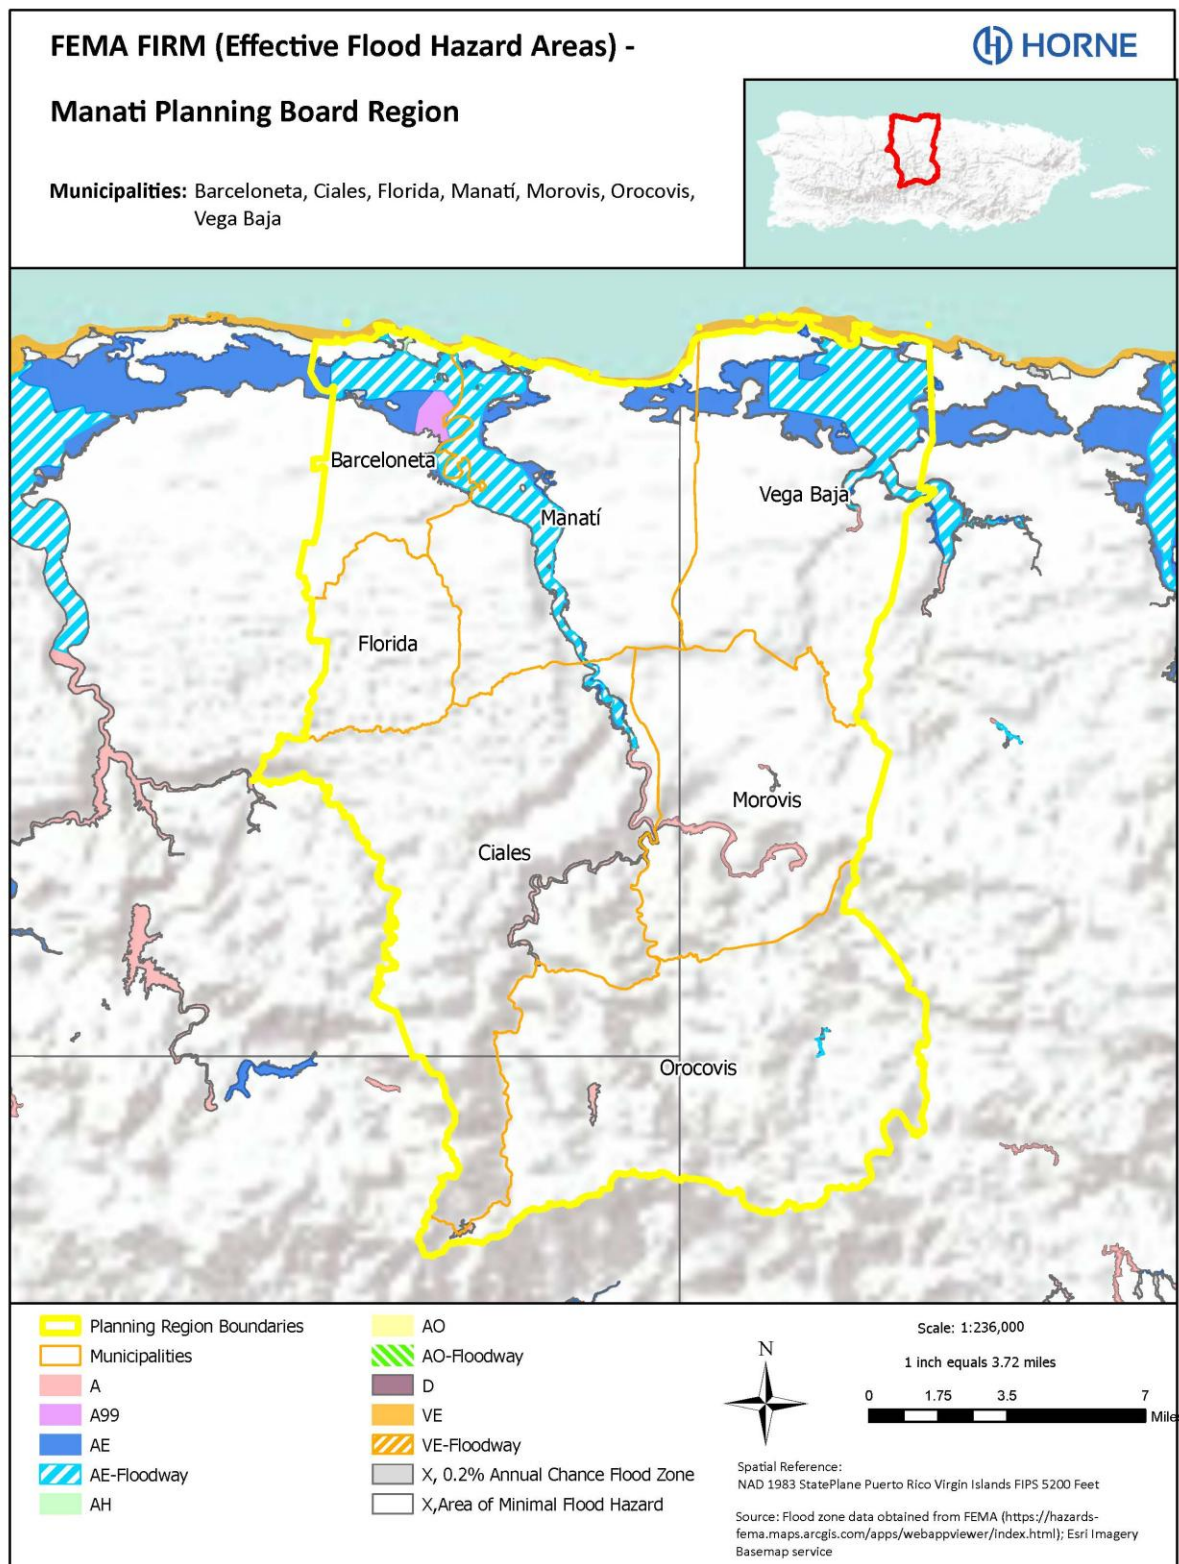 FEMA FIRM (Effective Flood Hazard Areas) -
HORNE
Manati Planning Board Region
Municipalities: Barceloneta, Ciales, Florida, Manatí, Morovis, Orocovis,
Vega Baja
Barceloneta
Vega Baja
Manatí
Florida
Morovis
Ciales
Orocovis
Planning Region Boundaries
Municipalities
A
A99
AE
AE-Floodway
AH
AO
AO-Floodway
D
VE
VE-Floodway
X, 0.2% Annual Chance Flood Zone
X,Area of Minimal Flood Hazard
N
Scale: 1:236,000
1 inch equals 3.72 miles
0 1.75 3.5 7
Miles
Spatial Reference:
NAD 1983 StatePlane Puerto Rico Virgin Islands FIPS 5200 Feet
Source: Flood zone data obtained from FEMA (https://hazards-
fema.maps.arcgis.com/apps/webappviewer/index.html); Esri Imagery
Basemap service